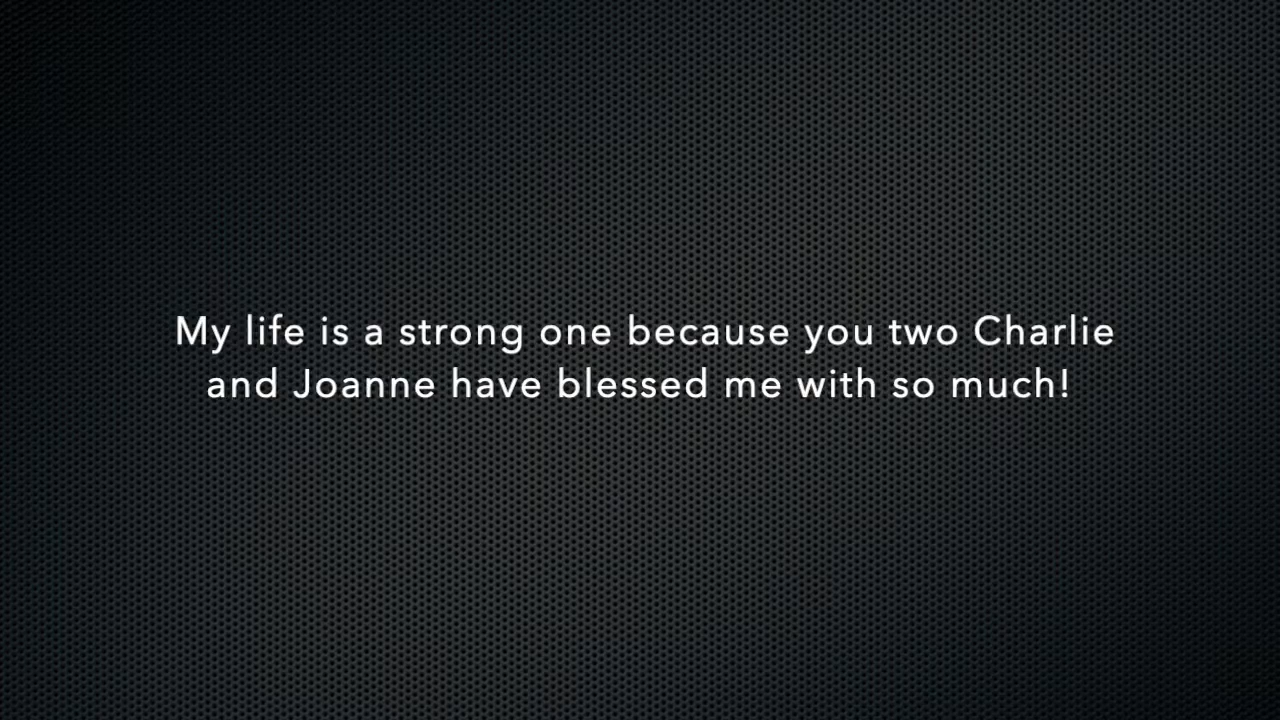 My life is a strong one because you two Charlie
and Joanne have blessed me with so much!